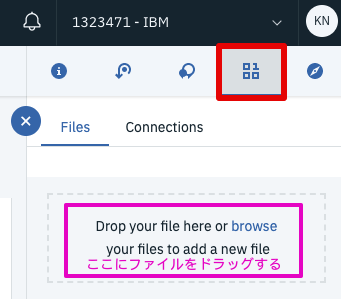 1323471 - IBM
KN
Files
Connections
Drop your file here or browse
your files to add a new file
ここにファイルをドラッグする